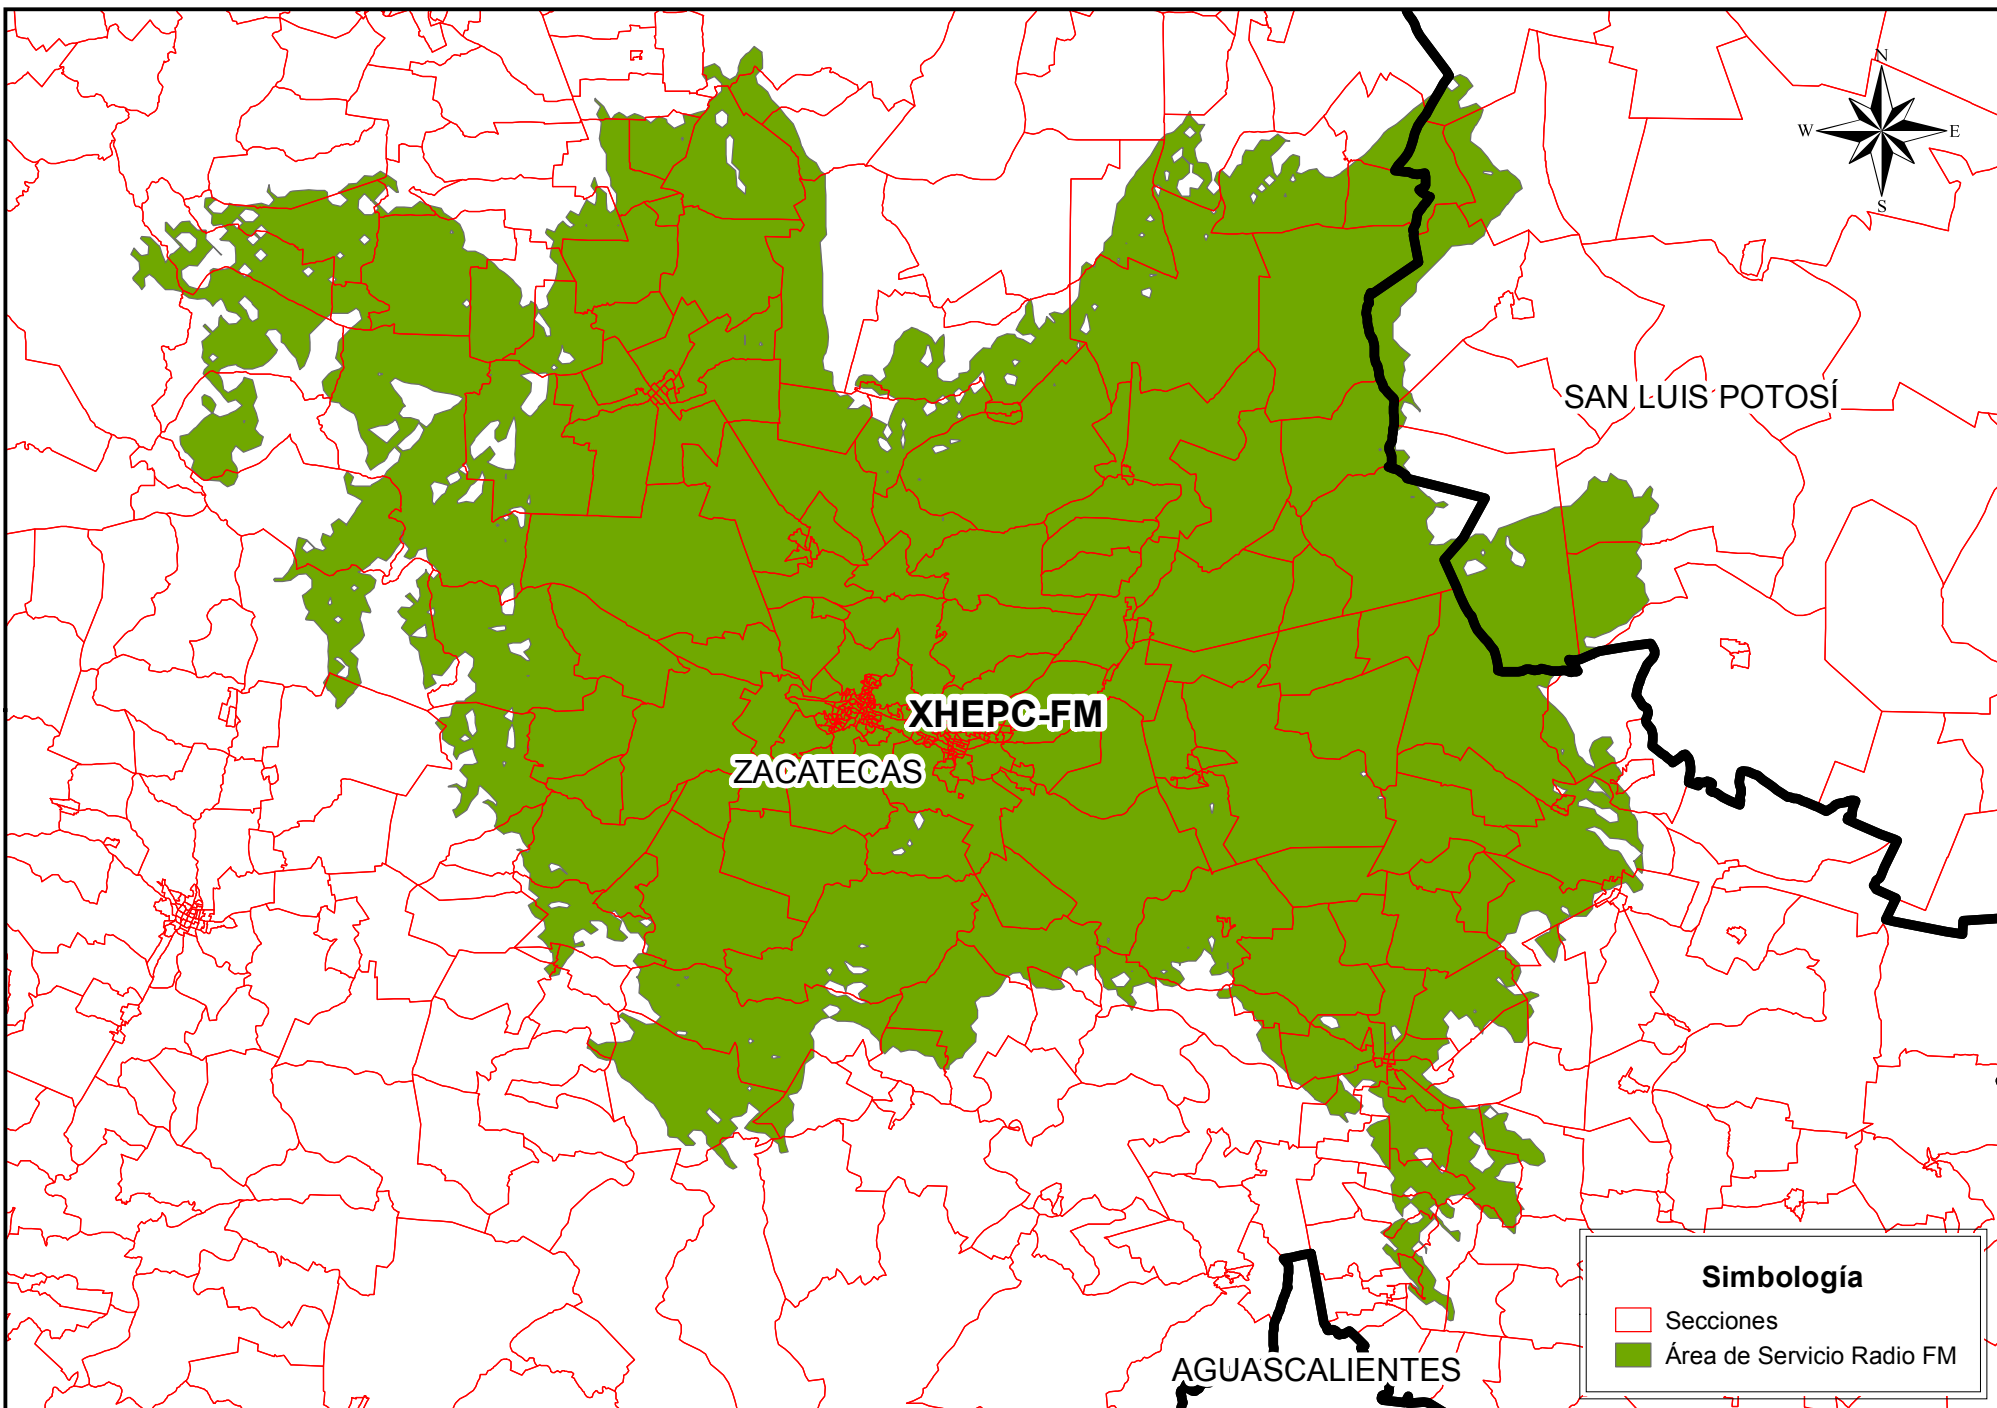 N
W E
S
SAN LUIS POTOSÍ
XHEPC-FM
ZACATECAS
Simbología
Secciones
Área de Servicio Radio FM
AGUASCALIENTES